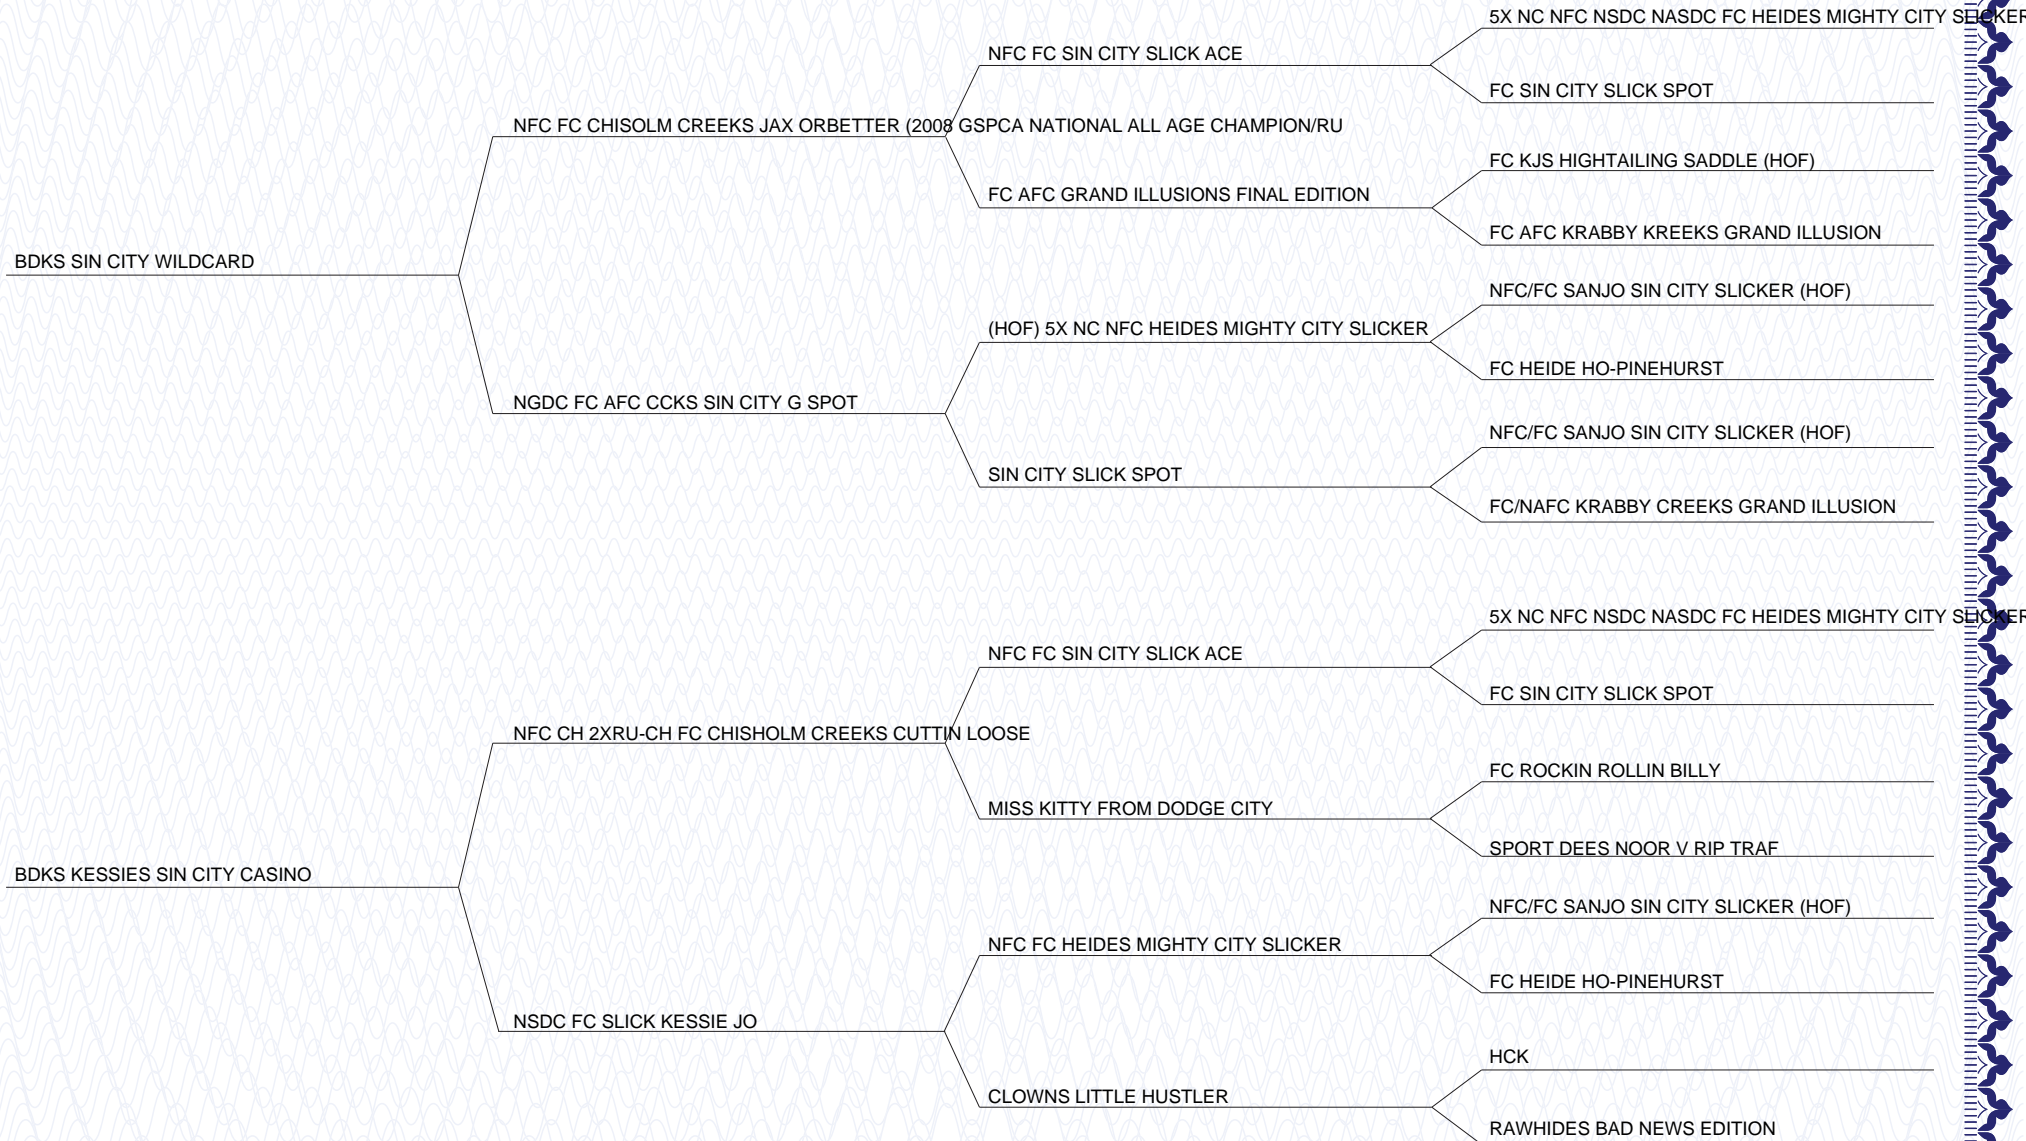 5X NC NFC NSDC NASDC FC HEIDES MIGHTY CITY SLICKER
NFC FC SIN CITY SLICK ACE
FC SIN CITY SLICK SPOT
NFC FC CHISOLM CREEKS JAX ORBETTER (2008 GSPCA NATIONAL ALL AGE CHAMPION/RU
FC KJS HIGHTAILING SADDLE (HOF)
FC AFC GRAND ILLUSIONS FINAL EDITION
FC AFC KRABBY KREEKS GRAND ILLUSION
BDKS SIN CITY WILDCARD
NFC/FC SANJO SIN CITY SLICKER (HOF)
(HOF) 5X NC NFC HEIDES MIGHTY CITY SLICKER
FC HEIDE HO-PINEHURST
NGDC FC AFC CCKS SIN CITY G SPOT
NFC/FC SANJO SIN CITY SLICKER (HOF)
SIN CITY SLICK SPOT
FC/NAFC KRABBY CREEKS GRAND ILLUSION
5X NC NFC NSDC NASDC FC HEIDES MIGHTY CITY SLICKER
NFC FC SIN CITY SLICK ACE
FC SIN CITY SLICK SPOT
NFC CH 2XRU-CH FC CHISHOLM CREEKS CUTTIN LOOSE
FC ROCKIN ROLLIN BILLY
MISS KITTY FROM DODGE CITY
SPORT DEES NOOR V RIP TRAF
BDKS KESSIES SIN CITY CASINO
NFC/FC SANJO SIN CITY SLICKER (HOF)
NFC FC HEIDES MIGHTY CITY SLICKER
FC HEIDE HO-PINEHURST
NSDC FC SLICK KESSIE JO
HCK
CLOWNS LITTLE HUSTLER
RAWHIDES BAD NEWS EDITION